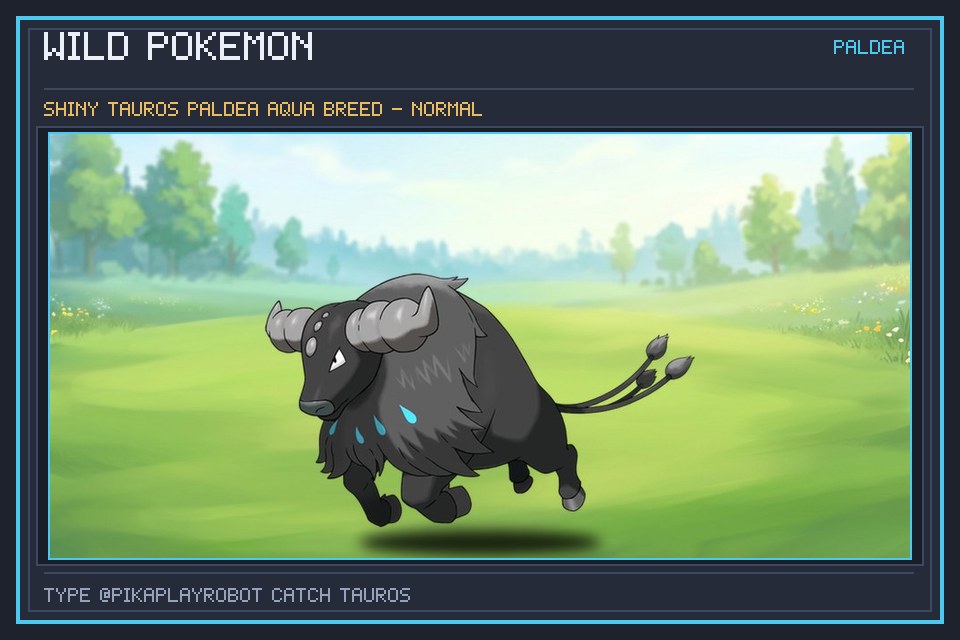 WILD POKEMON
PALDEA
SHINY TAUROS PALDEA AQUA BREED - NORMAL
TYPE @PIKAPLAYROBOT CATCH TAUROS